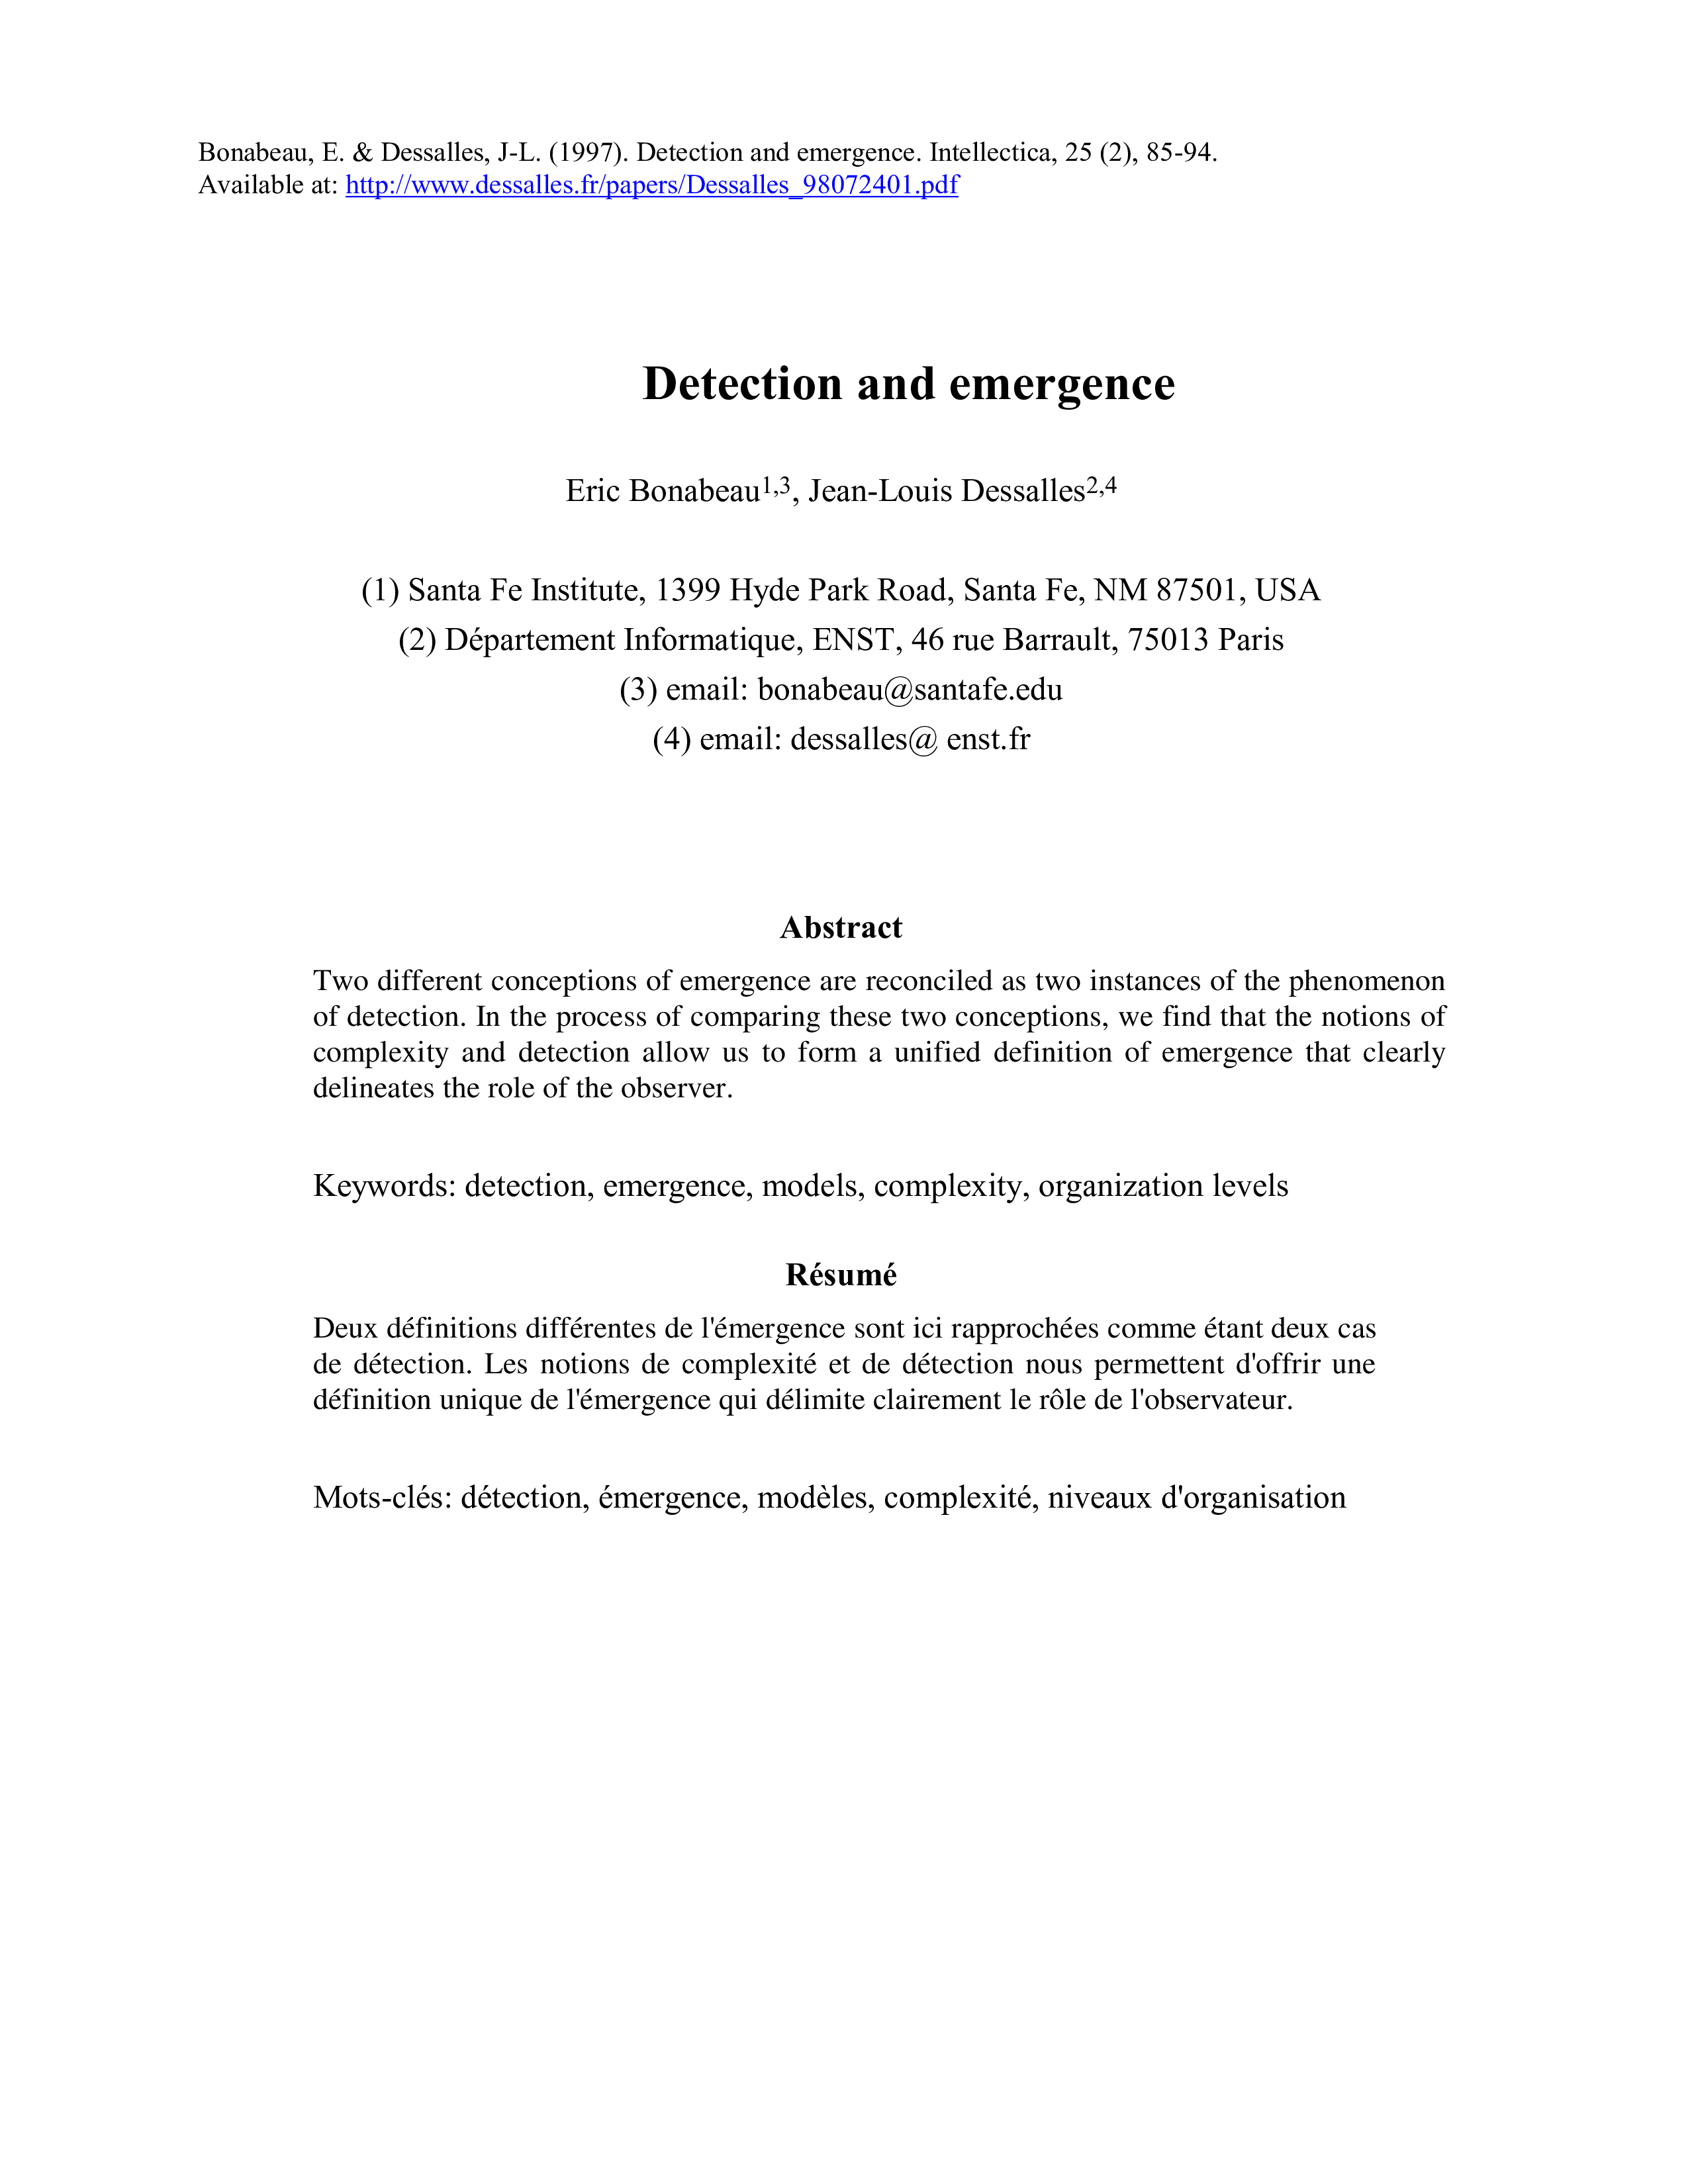 Bonabeau, E. & Dessalles, J-L. (1997). Detection and emergence. Intellectica, 25 (2), 85-94.
Available at: http://www.dessalles.fr/papers/Dessalles_98072401.pdf
Detection and emergence
Eric Bonabeau1,3, Jean-Louis Dessalles2,4
(1) Santa Fe Institute, 1399 Hyde Park Road, Santa Fe, NM 87501, USA
(2) Département Informatique, ENST, 46 rue Barrault, 75013 Paris
(3) email: bonabeau@santafe.edu
(4) email: dessalles@ enst.fr
Abstract
Two different conceptions of emergence are reconciled as two instances of the phenomenon
of detection. In the process of comparing these two conceptions, we find that the notions of
complexity and detection allow us to form a unified definition of emergence that clearly
delineates the role of the observer.
Keywords: detection, emergence, models, complexity, organization levels
Résumé
Deux définitions différentes de l'émergence sont ici rapprochées comme étant deux cas
de détection. Les notions de complexité et de détection nous permettent d'offrir une
définition unique de l'émergence qui délimite clairement le rôle de l'observateur.
Mots-clés: détection, émergence, modèles, complexité, niveaux d'organisation